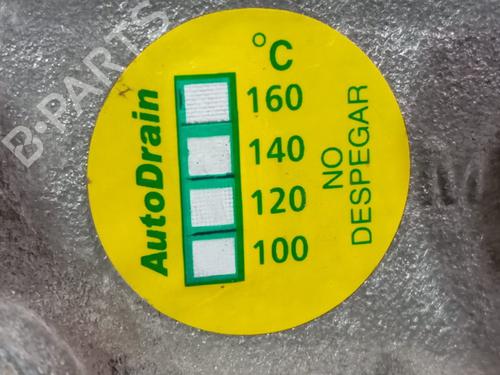 B-PARTS
AutoDrain
°C
160
140
120
100
NO
DESPEGAR